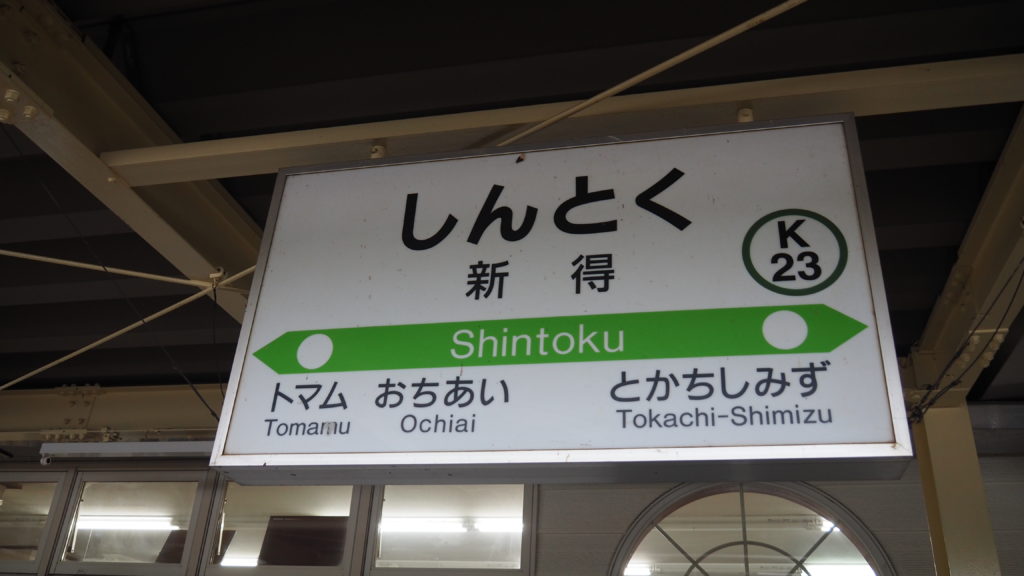 しんとく
新得
K
23
Shintoku
トマム おちあい とかちしみず
Tomamu Ochiai Tokachi-Shimizu